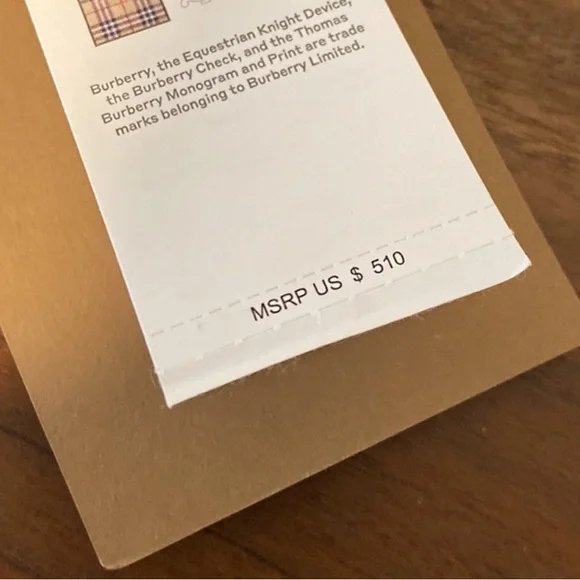 Burberry, the Equestrian Knight Device,
the Burberry Check, and the Thomas
Burberry Monogram and Print are trade
marks belonging to Burberry Limited.
MSRP US $ 510